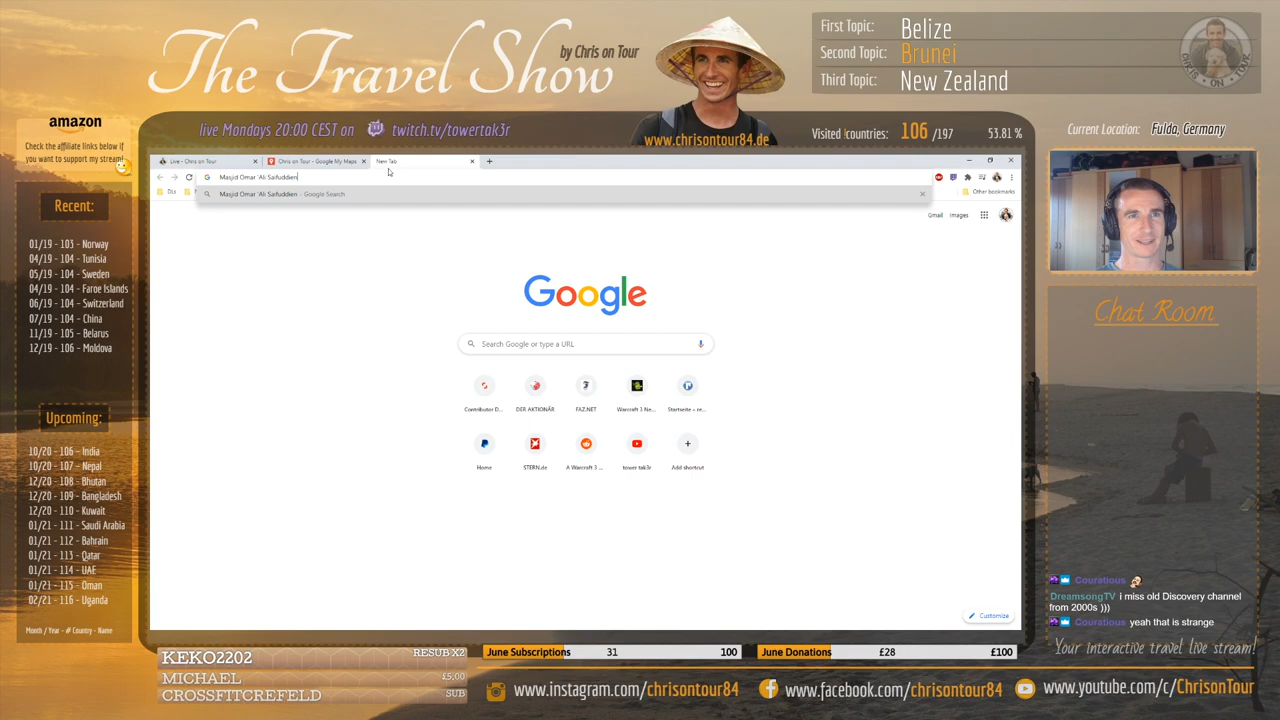 The Travel Show
by Chris on Tour
www.chrisontour84.de
First Topic: Belize
Second Topic: Brunei
Third Topic: New Zealand
CHRIS • ON • TOUR
live Mondays 20:00 CEST on twitch.tv/towertak3r
Visited !countries: 106 /197 53.81 %
Current Location: Fulda, Germany
amazon
Check the affiliate links below if
you want to support my stream!
Recent:
01/19 - 103 - Norway
04/19 - 104 - Tunisia
05/19 - 104 - Sweden
04/19 - 104 - Faroe Islands
06/19 - 104 - Switzerland
07/19 - 104 - China
11/19 - 105 - Belarus
12/19 - 106 - Moldova
Upcoming:
10/20 - 106 - India
10/20 - 107 - Nepal
12/20 - 108 - Bhutan
12/20 - 109 - Bangladesh
12/20 - 110 - Kuwait
01/21 - 111 - Saudi Arabia
01/21 - 112 - Bahrain
01/21 - 113 - Qatar
01/21 - 114 - UAE
01/21 - 115 - Oman
02/21 - 116 - Uganda
Month / Year - # Country - Name
Live - Chris on Tour
Chris on Tour - Google My Maps
New Tab
Masjid Omar 'Ali Saifuddien
Masjid Omar 'Ali Saifuddien - Google Search
DLs
Other bookmarks
Gmail Images
Google
Search Google or type a URL
Contributor D...
DER AKTIONÄR
FAZ.NET
Warcraft 3 Ne...
Startseite – re...
Home
STERN.de
A Warcraft 3 ...
tower tak3r
Add shortcut
Customize
Chat Room
Couratious
DreamsongTV i miss old Discovery channel
from 2000s )))
Couratious yeah that is strange
Your interactive travel live stream!
KEKO2202 RESUB X2
MICHAEL £5.00
CROSSFITCREFELD SUB
June Subscriptions 31 100
June Donations £28 £100
www.instagram.com/chrisontour84
www.facebook.com/chrisontour84
www.youtube.com/c/ChrisonTour